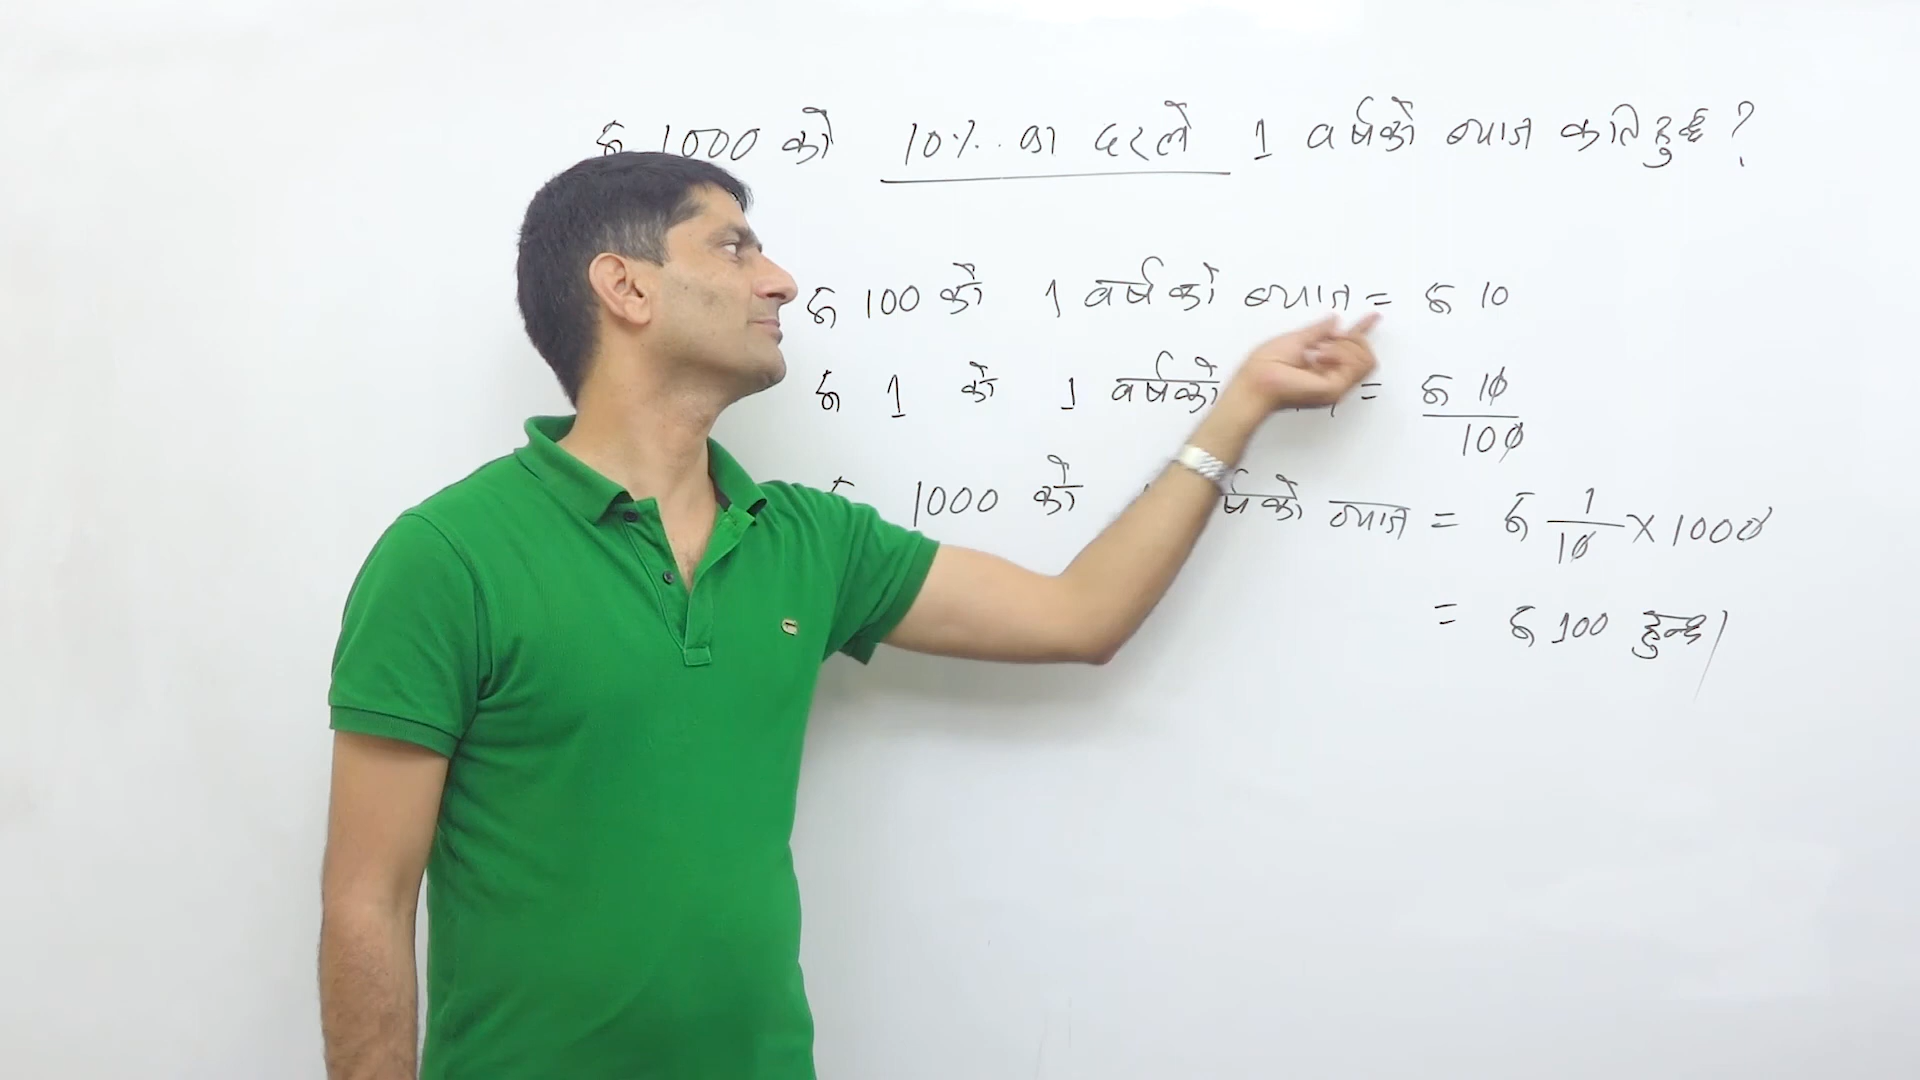 रु 1000 को 10% का दरले 1 वर्षको ब्याज कति हुन्छ ?
रु 100 को 1 वर्षको ब्याज = रु 10
रु 1 को 1 वर्षको = रु 10/100
रु 1000 को र्षको ब्याज = रु 1/10 × 1000
= रु 100 हुन्छ।